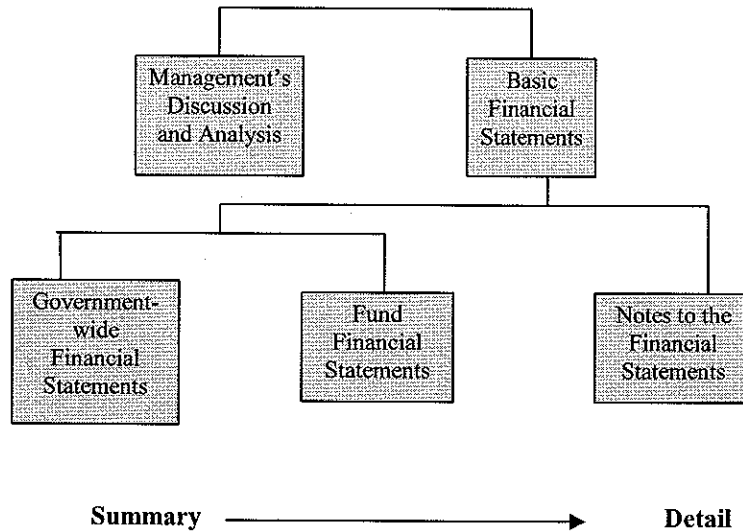 Management's
Discussion
and Analysis
Basic
Financial
Statements
Government-
wide
Financial
Statements
Fund
Financial
Statements
Notes to the
Financial
Statements
Summary Detail